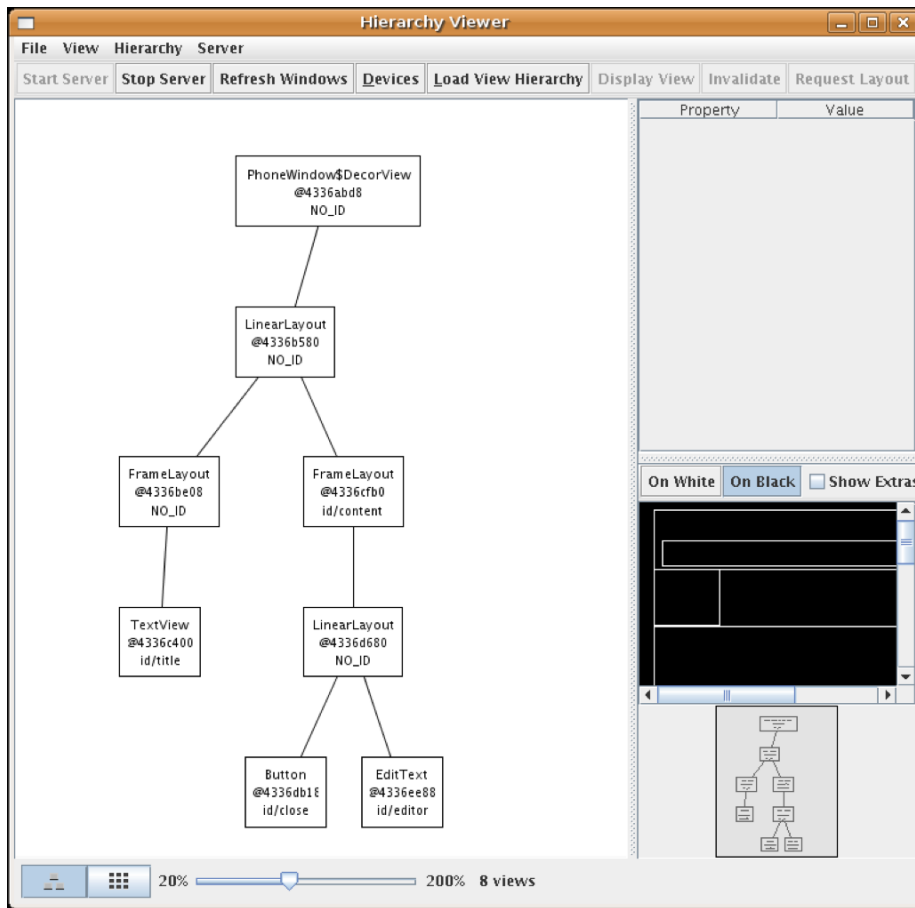 Hierarchy Viewer
File View Hierarchy Server
Start Server Stop Server Refresh Windows Devices Load View Hierarchy Display View Invalidate Request Layout
Property Value
PhoneWindow$DecorView
@4336abd8
NO_ID
LinearLayout
@4336b580
NO_ID
FrameLayout
@4336be08
NO_ID
FrameLayout
@4336cfb0
id/content
TextView
@4336c400
id/title
LinearLayout
@4336d680
NO_ID
Button
@4336db18
id/close
EditText
@4336ee88
id/editor
On White On Black Show Extras
20% 200% 8 views